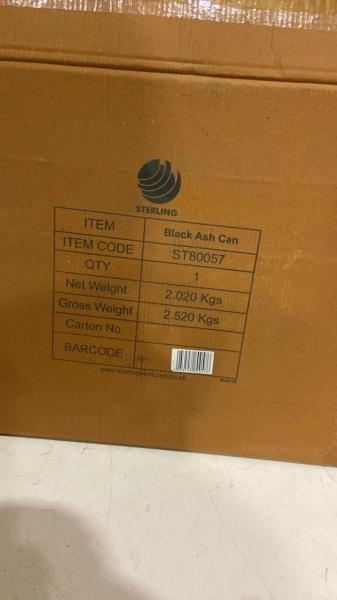 STERLING
ITEM Black Ash Can
ITEM CODE ST80057
QTY 1
Net Weight 2.020 Kgs
Gross Weight 2.520 Kgs
Carton No.
BARCODE